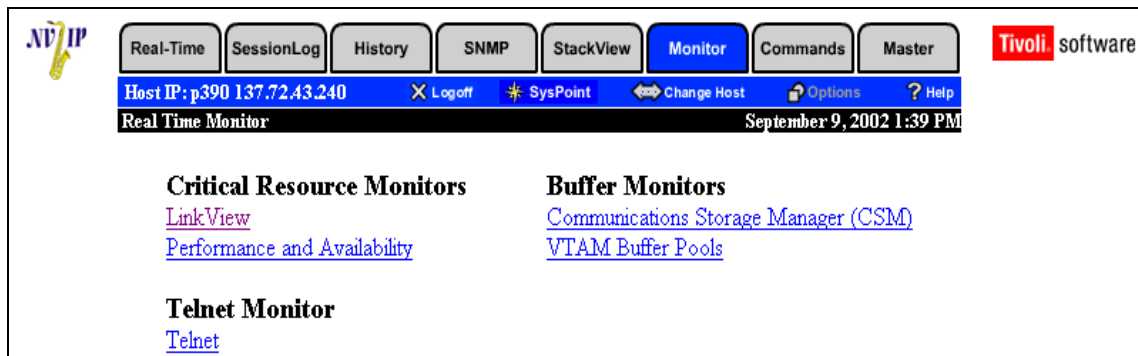 NV IP
Real-Time SessionLog History SNMP StackView Monitor Commands Master
Tivoli. software
Host IP: p390 137.72.43.240 Logoff SysPoint Change Host Options ? Help
Real Time Monitor September 9, 2002 1:39 PM
Critical Resource Monitors Buffer Monitors
LinkView Communications Storage Manager (CSM)
Performance and Availability VTAM Buffer Pools
Telnet Monitor
Telnet